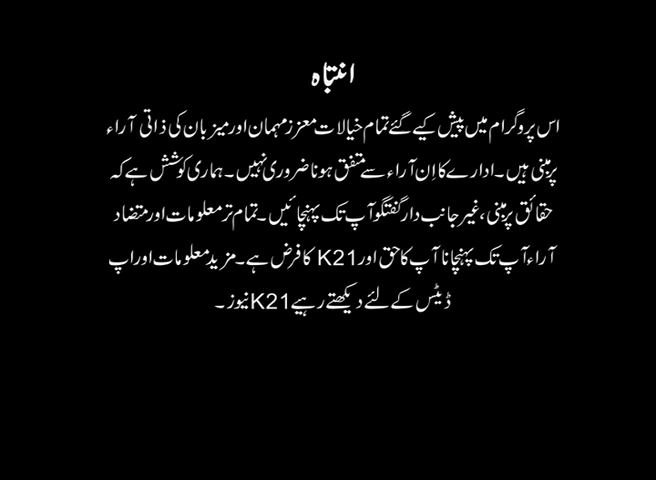 انتباہ
اس پروگرام میں پیش کیے گئے تمام خیالات معزز مہمان اور میزبان کی ذاتی آراء
پر مبنی ہیں۔ ادارے کا اِن آراء سے متفق ہونا ضروری نہیں۔ ہماری کوشش ہے کہ
حقائق پر مبنی، غیر جانب دار گفتگو آپ تک پہنچائیں۔ تمام تر معلومات اور متضاد
آراء آپ تک پہنچانا آپ کا حق اور K21 کا فرض ہے۔ مزید معلومات اور اپ
ڈیٹس کے لئے دیکھتے رہیے K21 نیوز۔